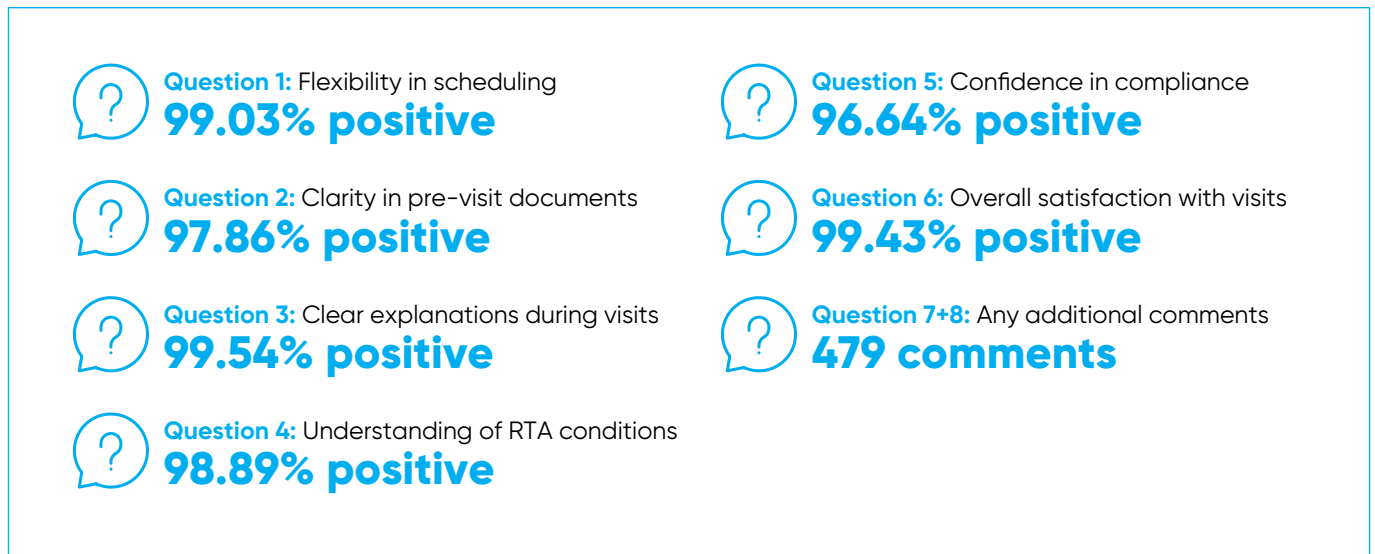 Question 1: Flexibility in scheduling
99.03% positive
Question 2: Clarity in pre-visit documents
97.86% positive
Question 3: Clear explanations during visits
99.54% positive
Question 4: Understanding of RTA conditions
98.89% positive
Question 5: Confidence in compliance
96.64% positive
Question 6: Overall satisfaction with visits
99.43% positive
Question 7+8: Any additional comments
479 comments